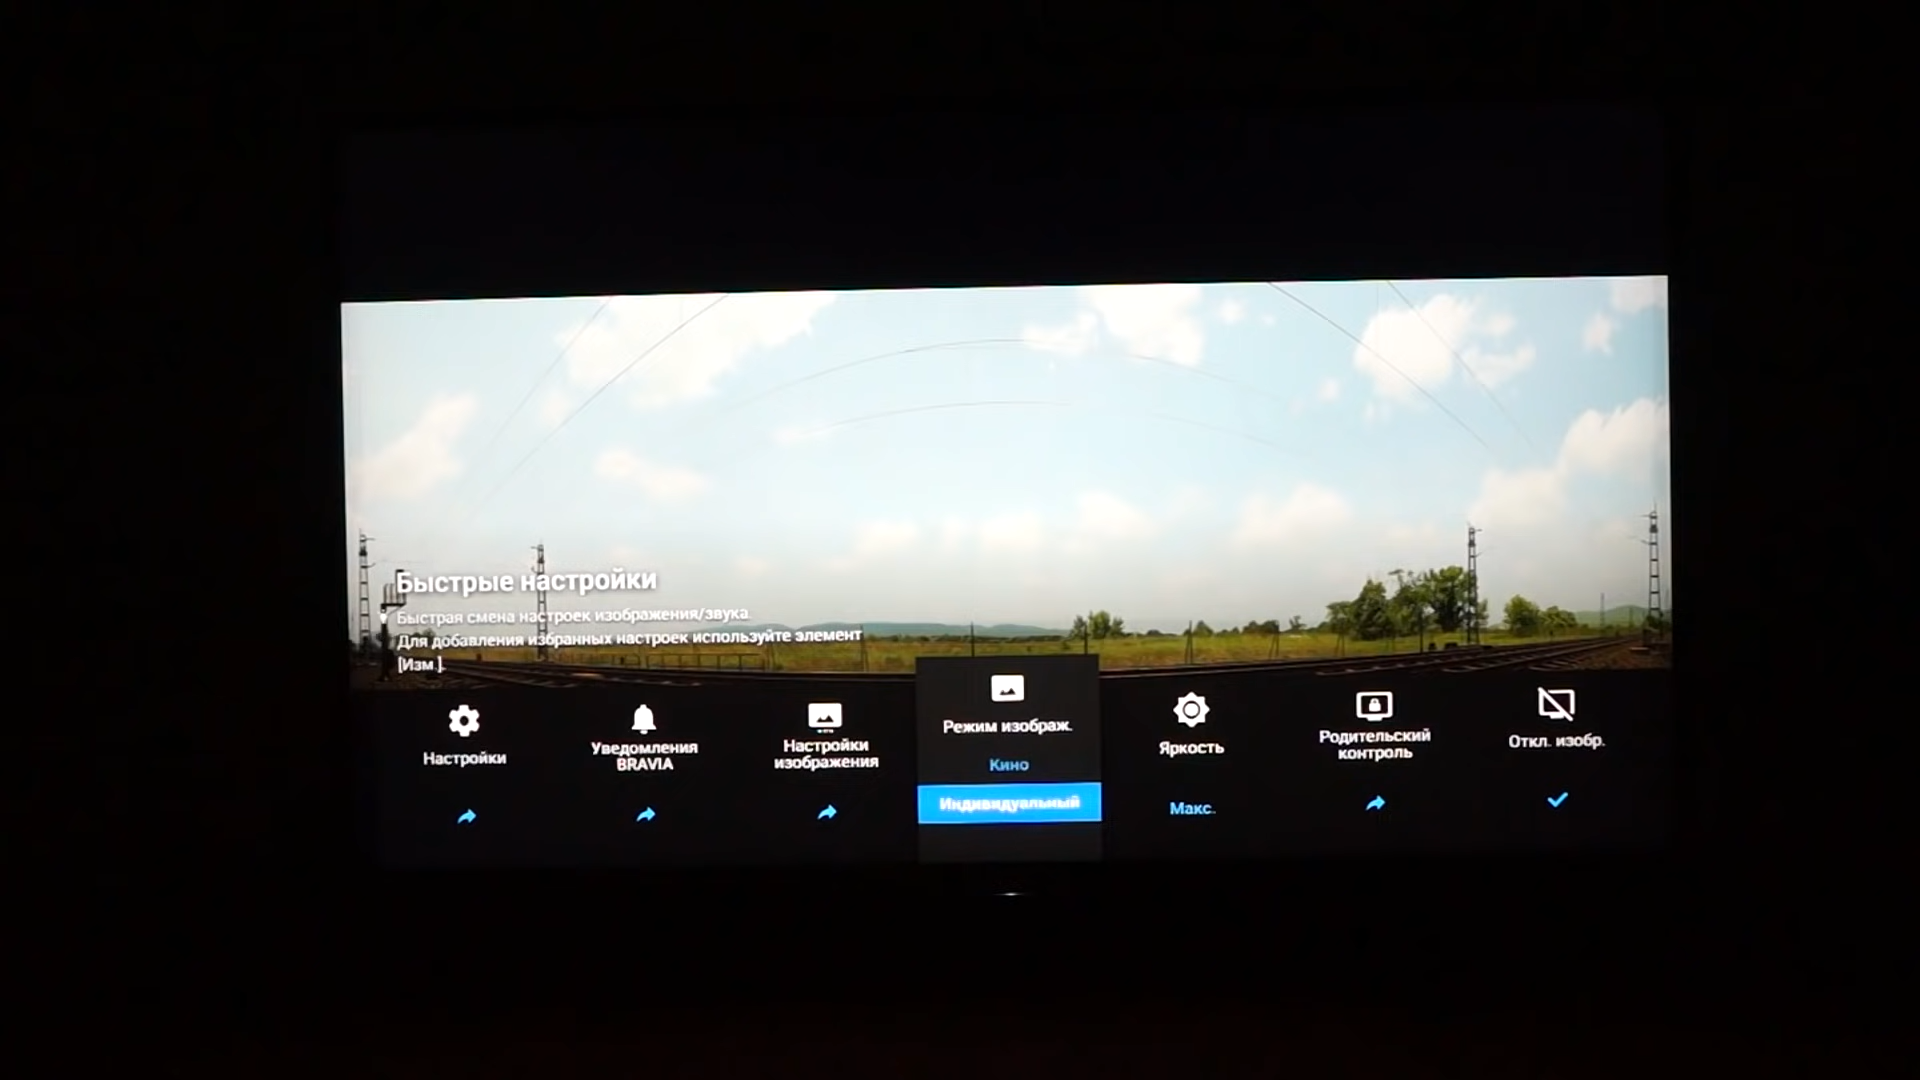 Быстрые настройки
Быстрая смена настроек изображения/звука.
Для добавления избранных настроек используйте элемент
[Изм.].
Настройки
Уведомления
BRAVIA
Настройки
изображения
Режим изображ.
Кино
Индивидуальный
Яркость
Макс.
Родительский
контроль
Откл. изобр.